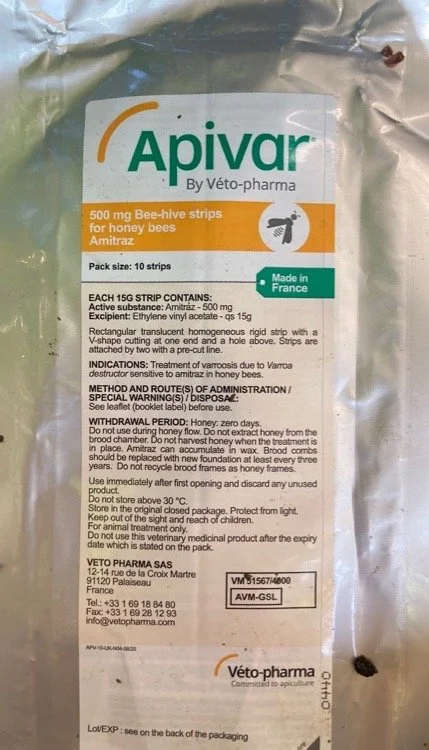 Apivar
By Véto-pharma
500 mg Bee-hive strips
for honey bees
Amitraz
Pack size: 10 strips
Made in
France
EACH 15G STRIP CONTAINS:
Active substance: Amitraz - 500 mg
Excipient: Ethylene vinyl acetate - qs 15g
Rectangular translucent homogeneous rigid strip with a
V-shape cutting at one end and a hole above. Strips are
attached by two with a pre-cut line.
INDICATIONS: Treatment of varroosis due to Varroa
destructor sensitive to amitraz in honey bees.
METHOD AND ROUTE(S) OF ADMINISTRATION /
SPECIAL WARNING(S) / DISPOSAL:
See leaflet (booklet label) before use.
WITHDRAWAL PERIOD: Honey: zero days.
Do not use during honey flow. Do not extract honey from the
brood chamber. Do not harvest honey when the treatment is
in place. Amitraz can accumulate in wax. Brood combs
should be replaced with new foundation at least every three
years. Do not recycle brood frames as honey frames.
Use immediately after first opening and discard any unused
product.
Do not store above 30 °C.
Store in the original closed package. Protect from light.
Keep out of the sight and reach of children.
For animal treatment only.
Do not use this veterinary medicinal product after the expiry
date which is stated on the pack.
VETO PHARMA SAS
12-14 rue de la Croix Martre
91120 Palaiseau
France
Tel.: +33 1 69 18 84 80
Fax: +33 1 69 28 12 93
info@vetopharma.com
VM 51567/4000
AVM-GSL
APV-10-UK-N04-08/20
Véto-pharma
Committed to apiculture
0440
Lot/EXP : see on the back of the packaging